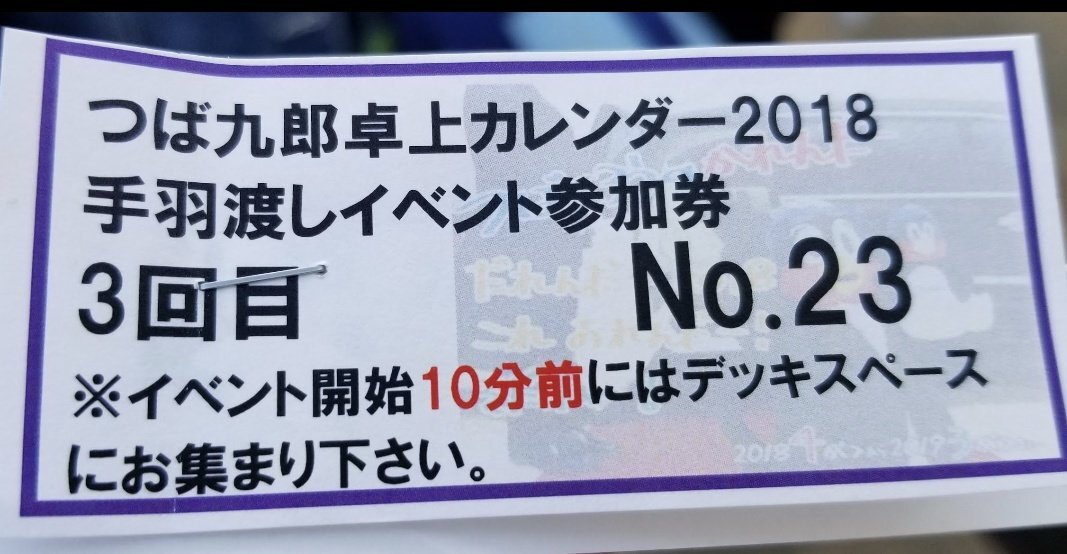 つば九郎卓上カレンダー2018
手羽渡しイベント参加券
3回目 No.23
※イベント開始10分前にはデッキスペース
にお集まり下さい。